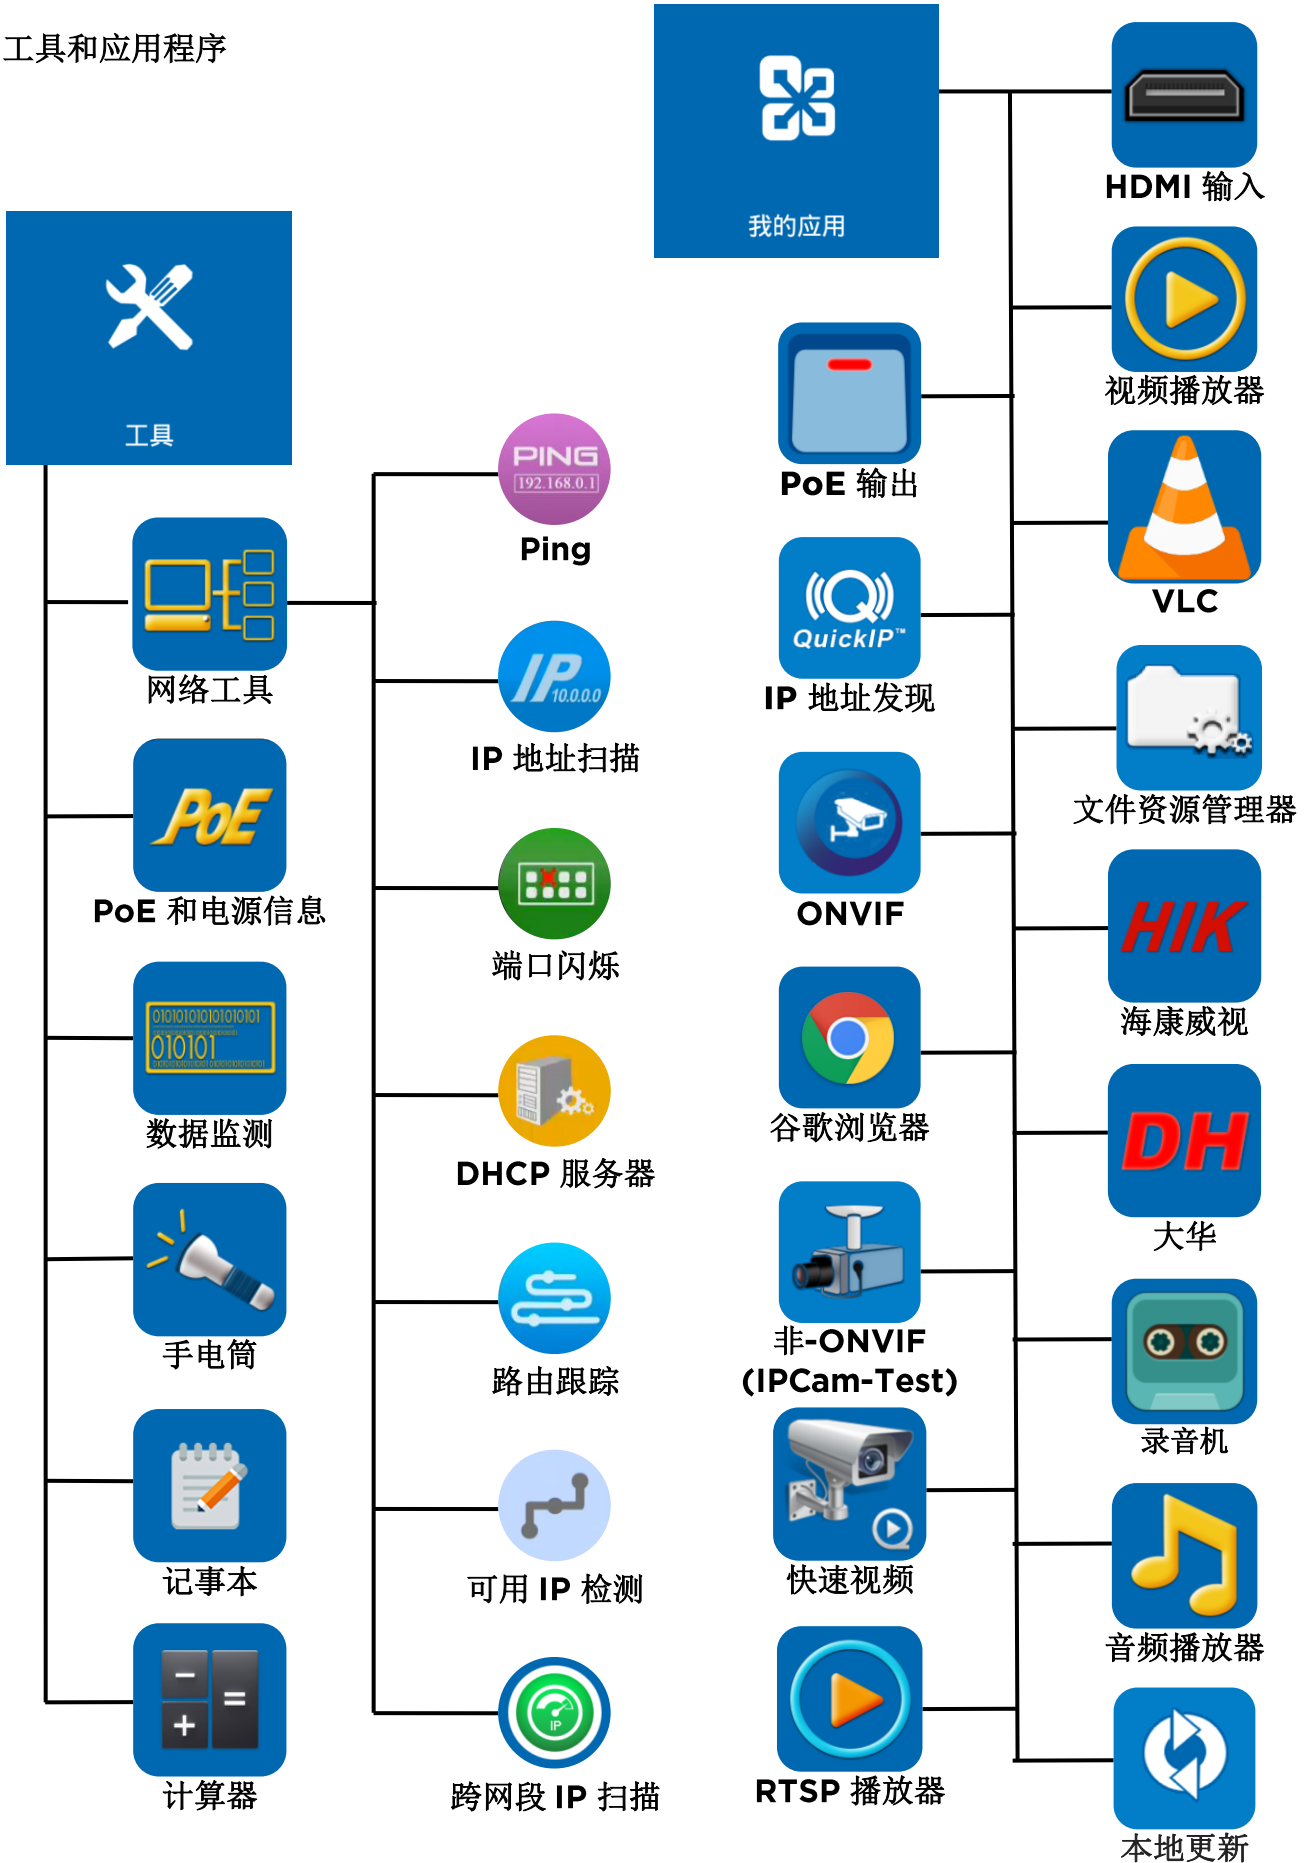 工具和应用程序
工具
网络工具
PoE
PoE 和电源信息
010101010101010101
010101
数据监测
手电筒
记事本
计算器
PING
192.168.0.1
Ping
IP
10.0.0.0
IP 地址扫描
端口闪烁
DHCP 服务器
路由跟踪
可用 IP 检测
IP
跨网段 IP 扫描
我的应用
PoE 输出
QuickIP™
IP 地址发现
ONVIF
谷歌浏览器
非-ONVIF
(IPCam-Test)
快速视频
RTSP 播放器
HDMI 输入
视频播放器
VLC
文件资源管理器
HIK
海康威视
DH
大华
录音机
音频播放器
本地更新